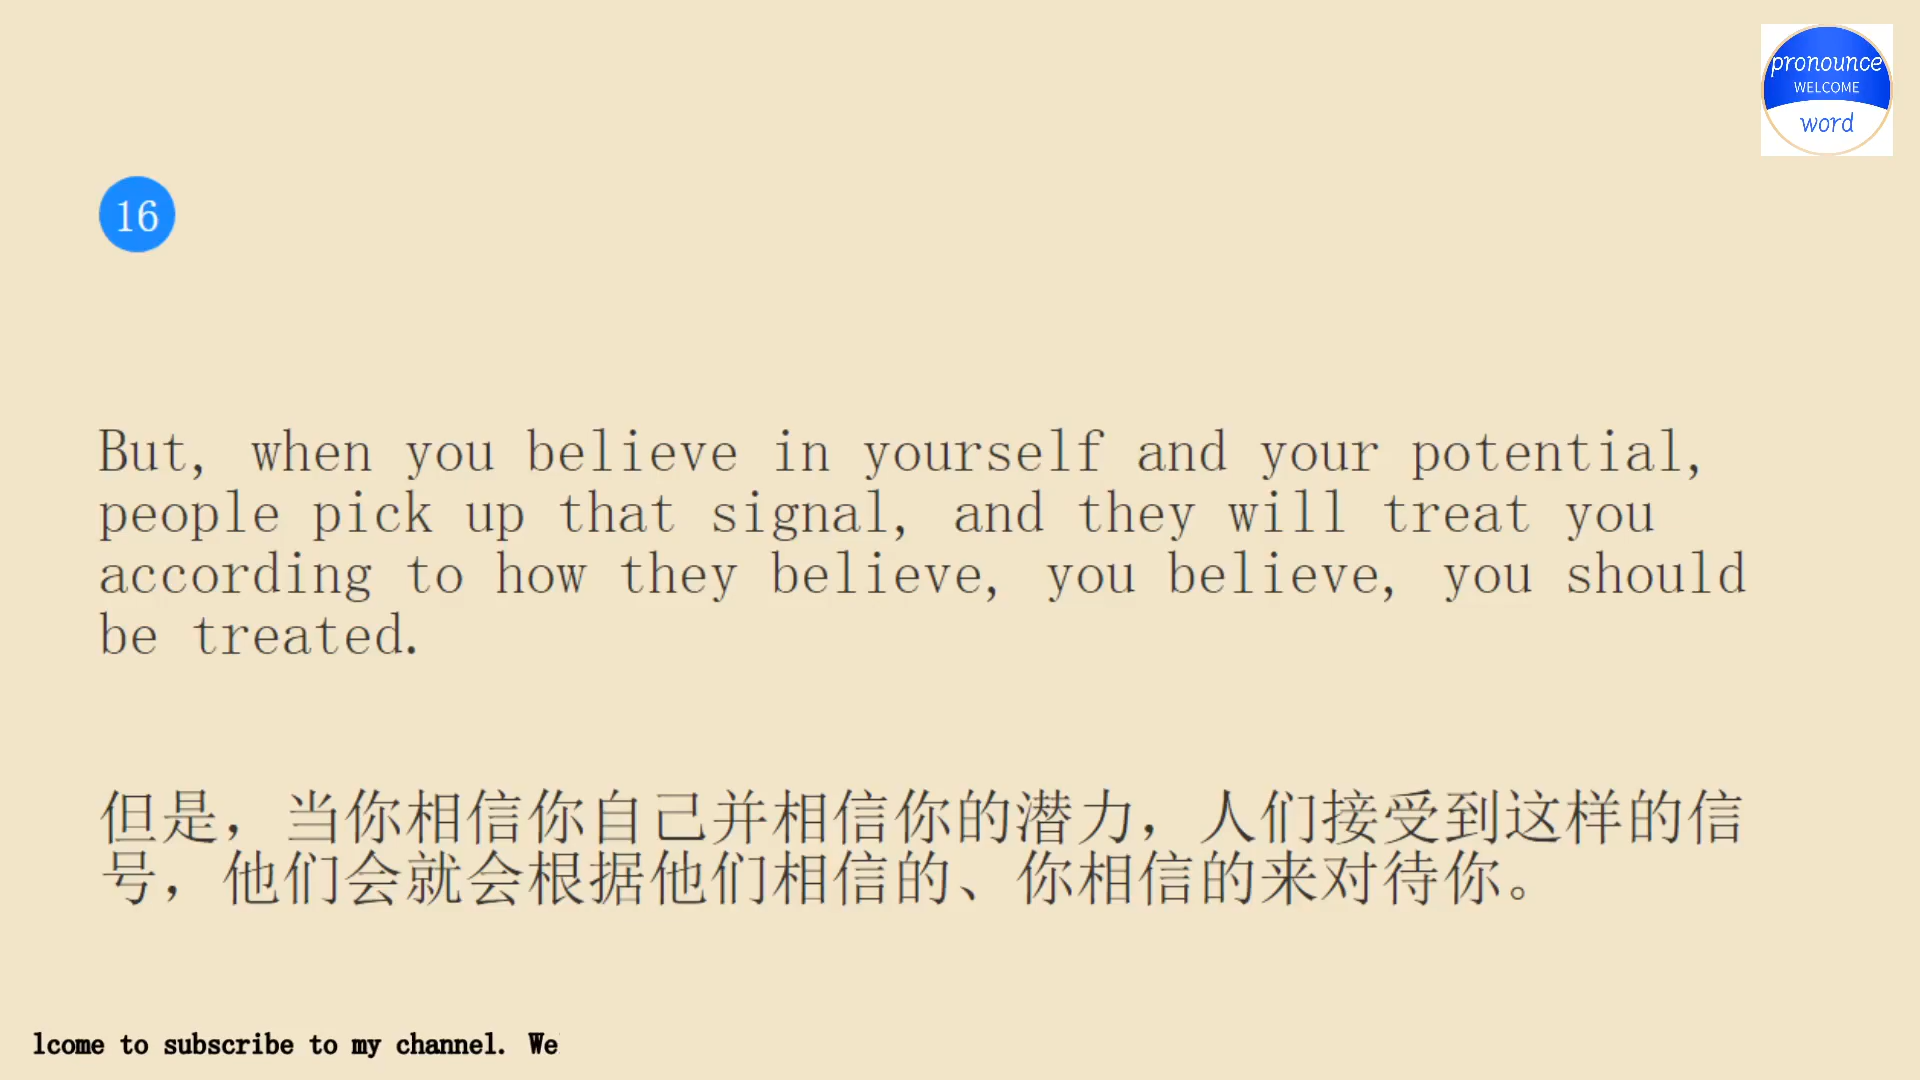 pronounce
WELCOME
word
16
But, when you believe in yourself and your potential,
people pick up that signal, and they will treat you
according to how they believe, you believe, you should
be treated.
但是，当你相信你自己并相信你的潜力，人们接受到这样的信
号，他们会就会根据他们相信的、你相信的来对待你。
lcome to subscribe to my channel. We